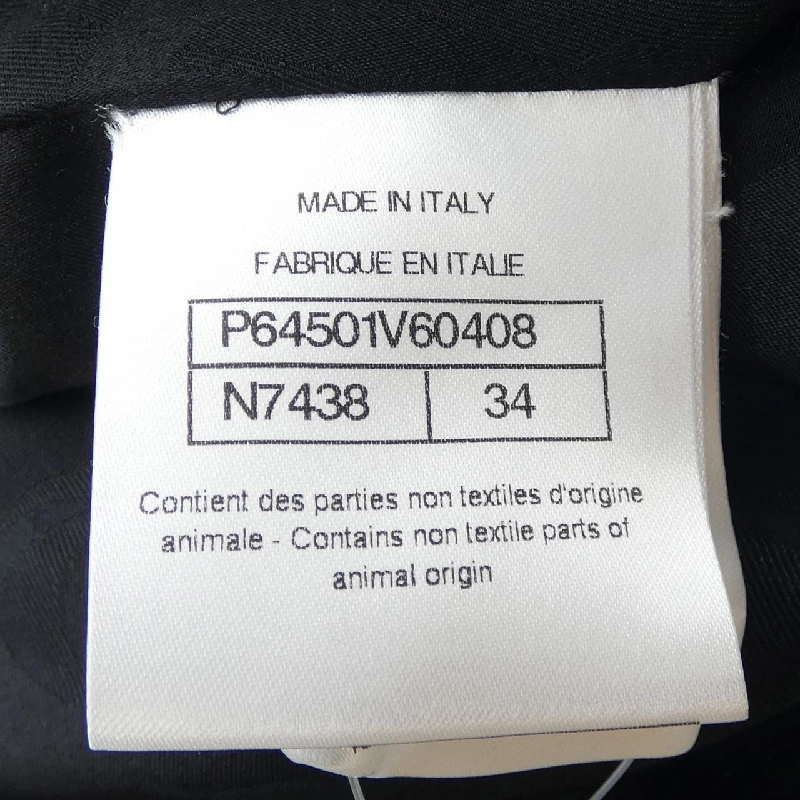 MADE IN ITALY
FABRIQUE EN ITALIE
P64501V60408
N7438 34
Contient des parties non textiles d'origine
animale - Contains non textile parts of
animal origin